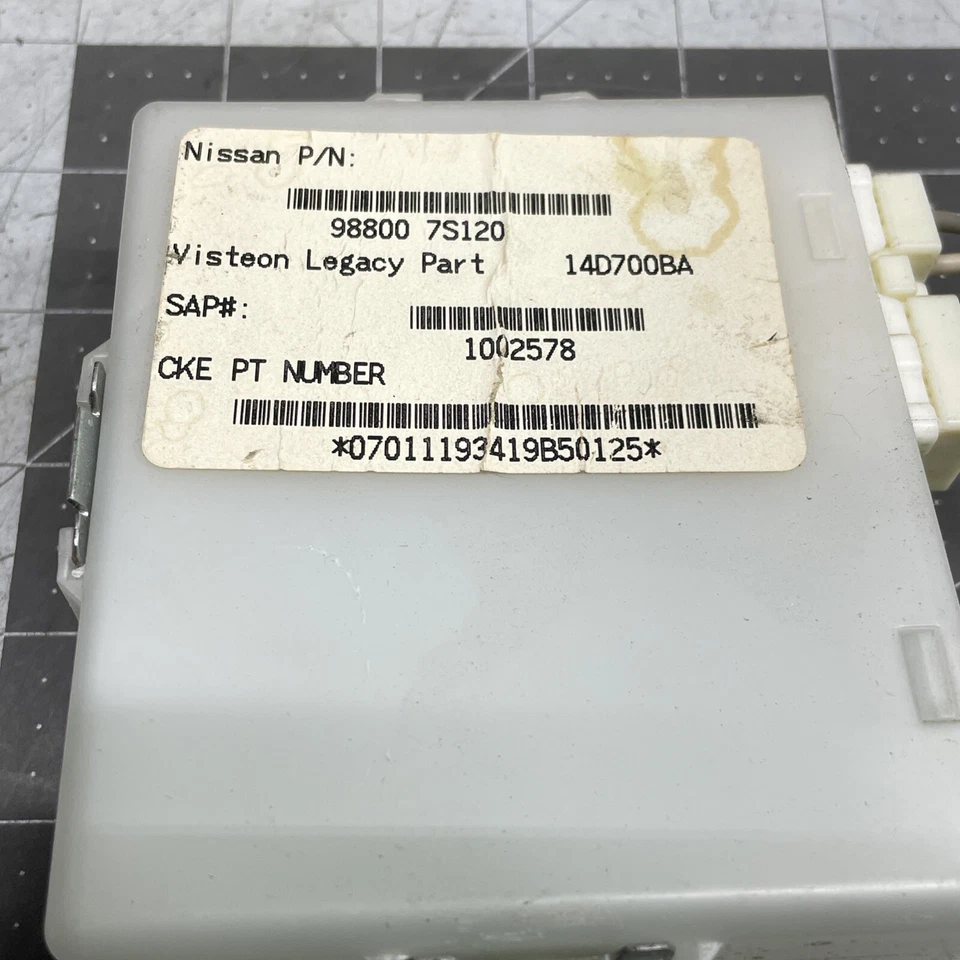 Nissan P/N:
98800 7S120
Visteon Legacy Part 14D700BA
SAP#:
1002578
CKE PT NUMBER
*07011193419B50125*